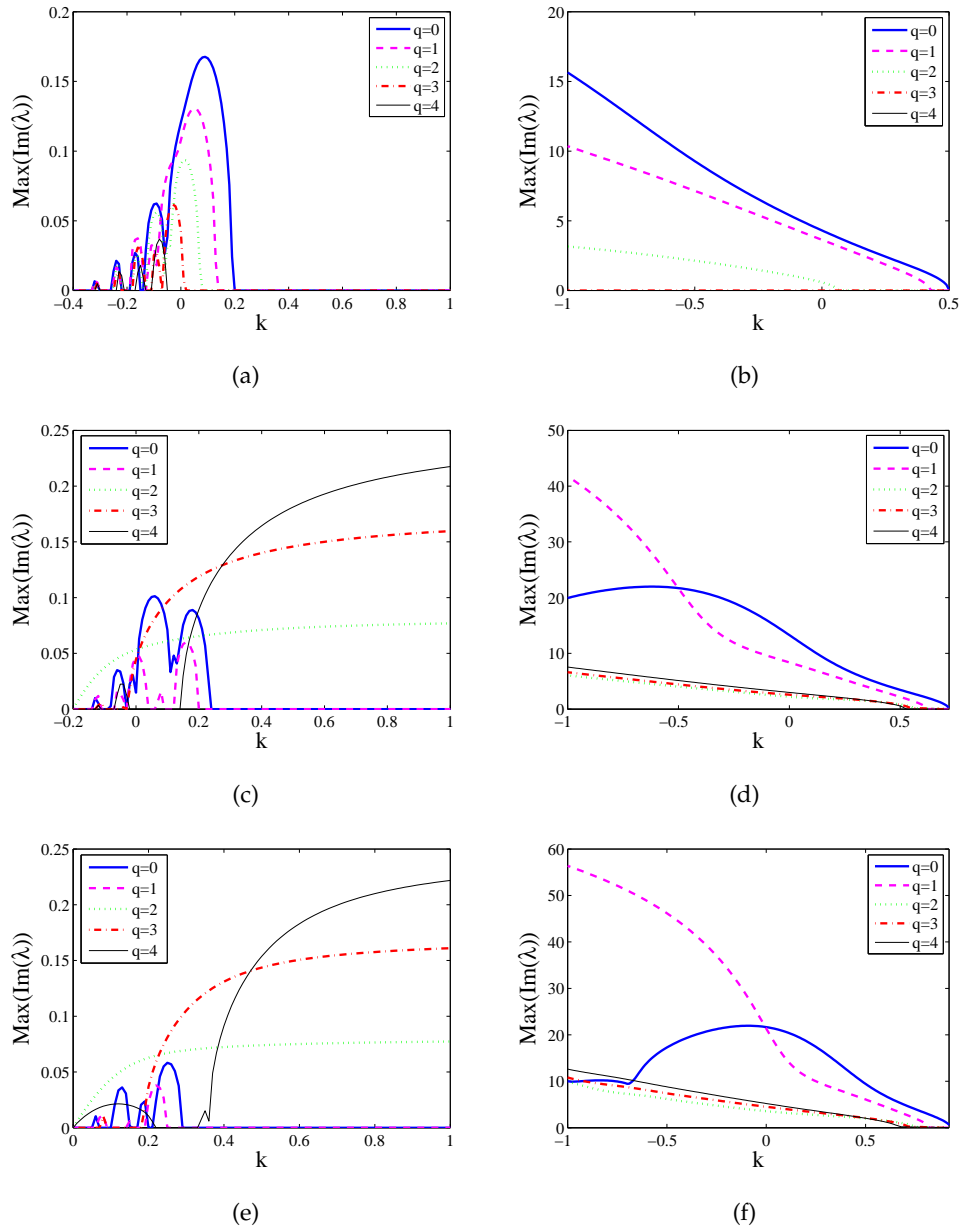 0.2
0.15
0.1
0.05
0
−0.4 −0.2 0 0.2 0.4 0.6 0.8 1
k
Max(Im(λ))
q=0
q=1
q=2
q=3
q=4
(a)
20
15
10
5
0
−1 −0.5 0 0.5
k
Max(Im(λ))
q=0
q=1
q=2
q=3
q=4
(b)
0.25
0.2
0.15
0.1
0.05
0
−0.2 0 0.2 0.4 0.6 0.8 1
k
Max(Im(λ))
q=0
q=1
q=2
q=3
q=4
(c)
50
40
30
20
10
0
−1 −0.5 0 0.5
k
Max(Im(λ))
q=0
q=1
q=2
q=3
q=4
(d)
0.25
0.2
0.15
0.1
0.05
0
0 0.2 0.4 0.6 0.8 1
k
Max(Im(λ))
q=0
q=1
q=2
q=3
q=4
(e)
60
50
40
30
20
10
0
−1 −0.5 0 0.5
k
Max(Im(λ))
q=0
q=1
q=2
q=3
q=4
(f)